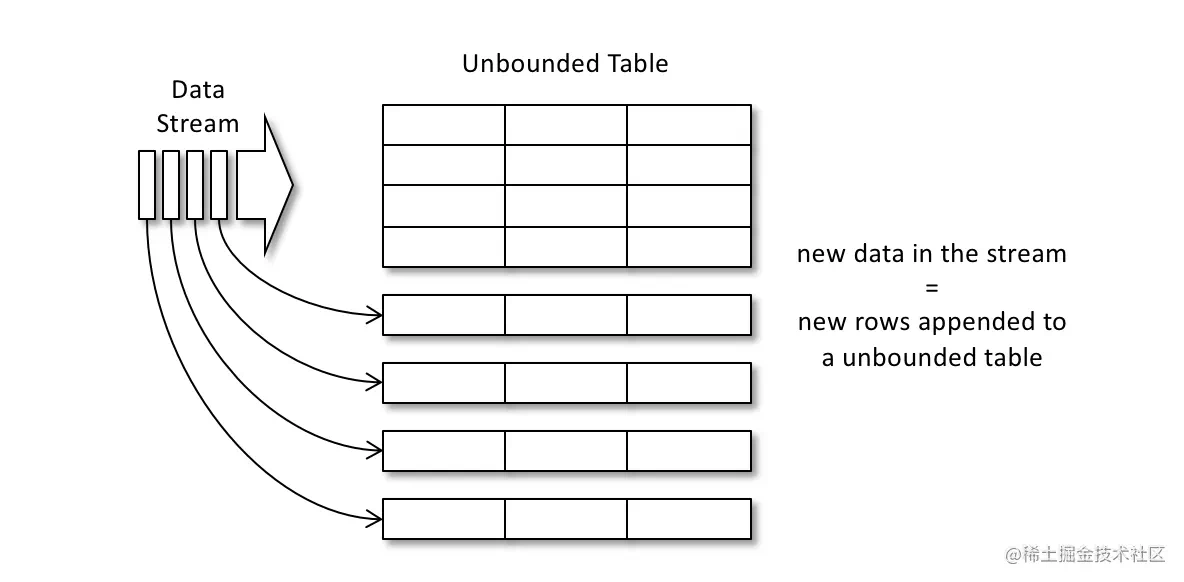 Unbounded Table
Data
Stream
new data in the stream
=
new rows appended to
a unbounded table
@稀土掘金技术社区